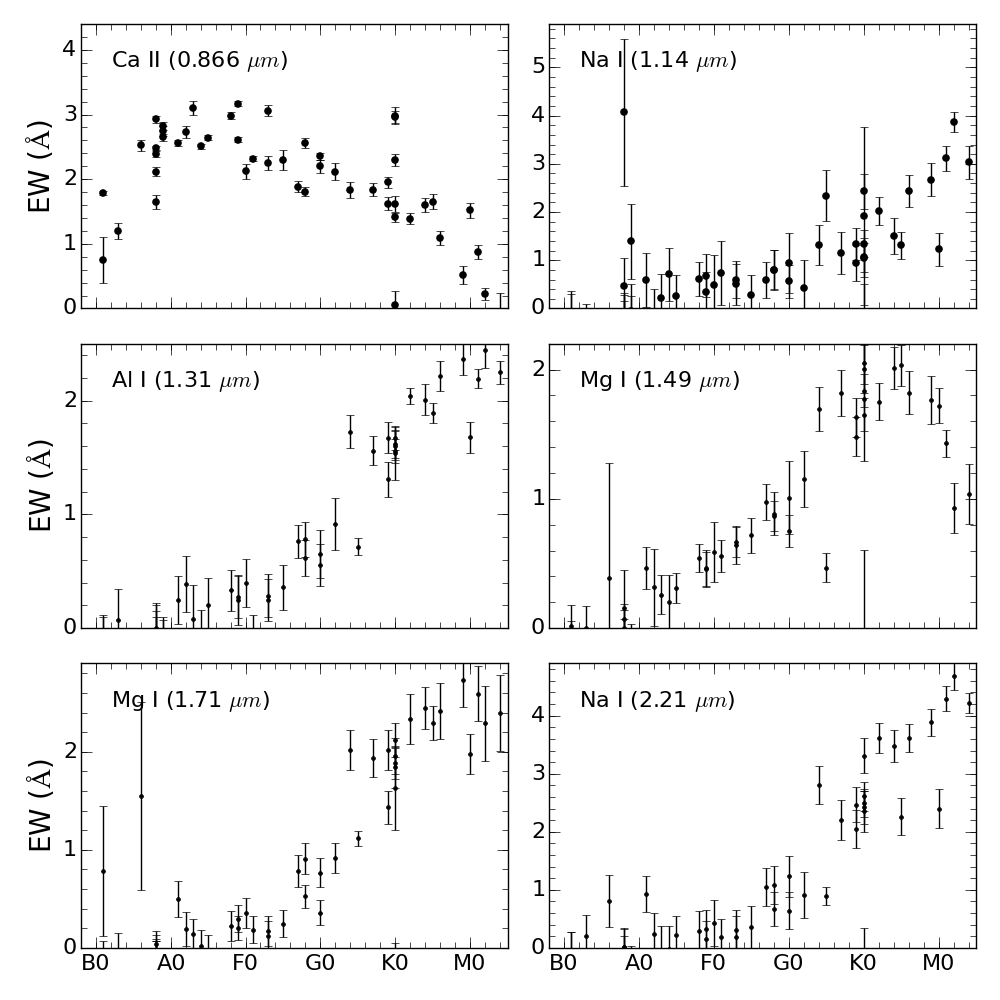 Ca II (0.866 μm)
EW (Å)
4
3
2
1
0
Na I (1.14 μm)
5
4
3
2
1
0
Al I (1.31 μm)
EW (Å)
2
1
0
Mg I (1.49 μm)
2
1
0
Mg I (1.71 μm)
EW (Å)
2
1
0
B0 A0 F0 G0 K0 M0
Na I (2.21 μm)
4
3
2
1
0
B0 A0 F0 G0 K0 M0